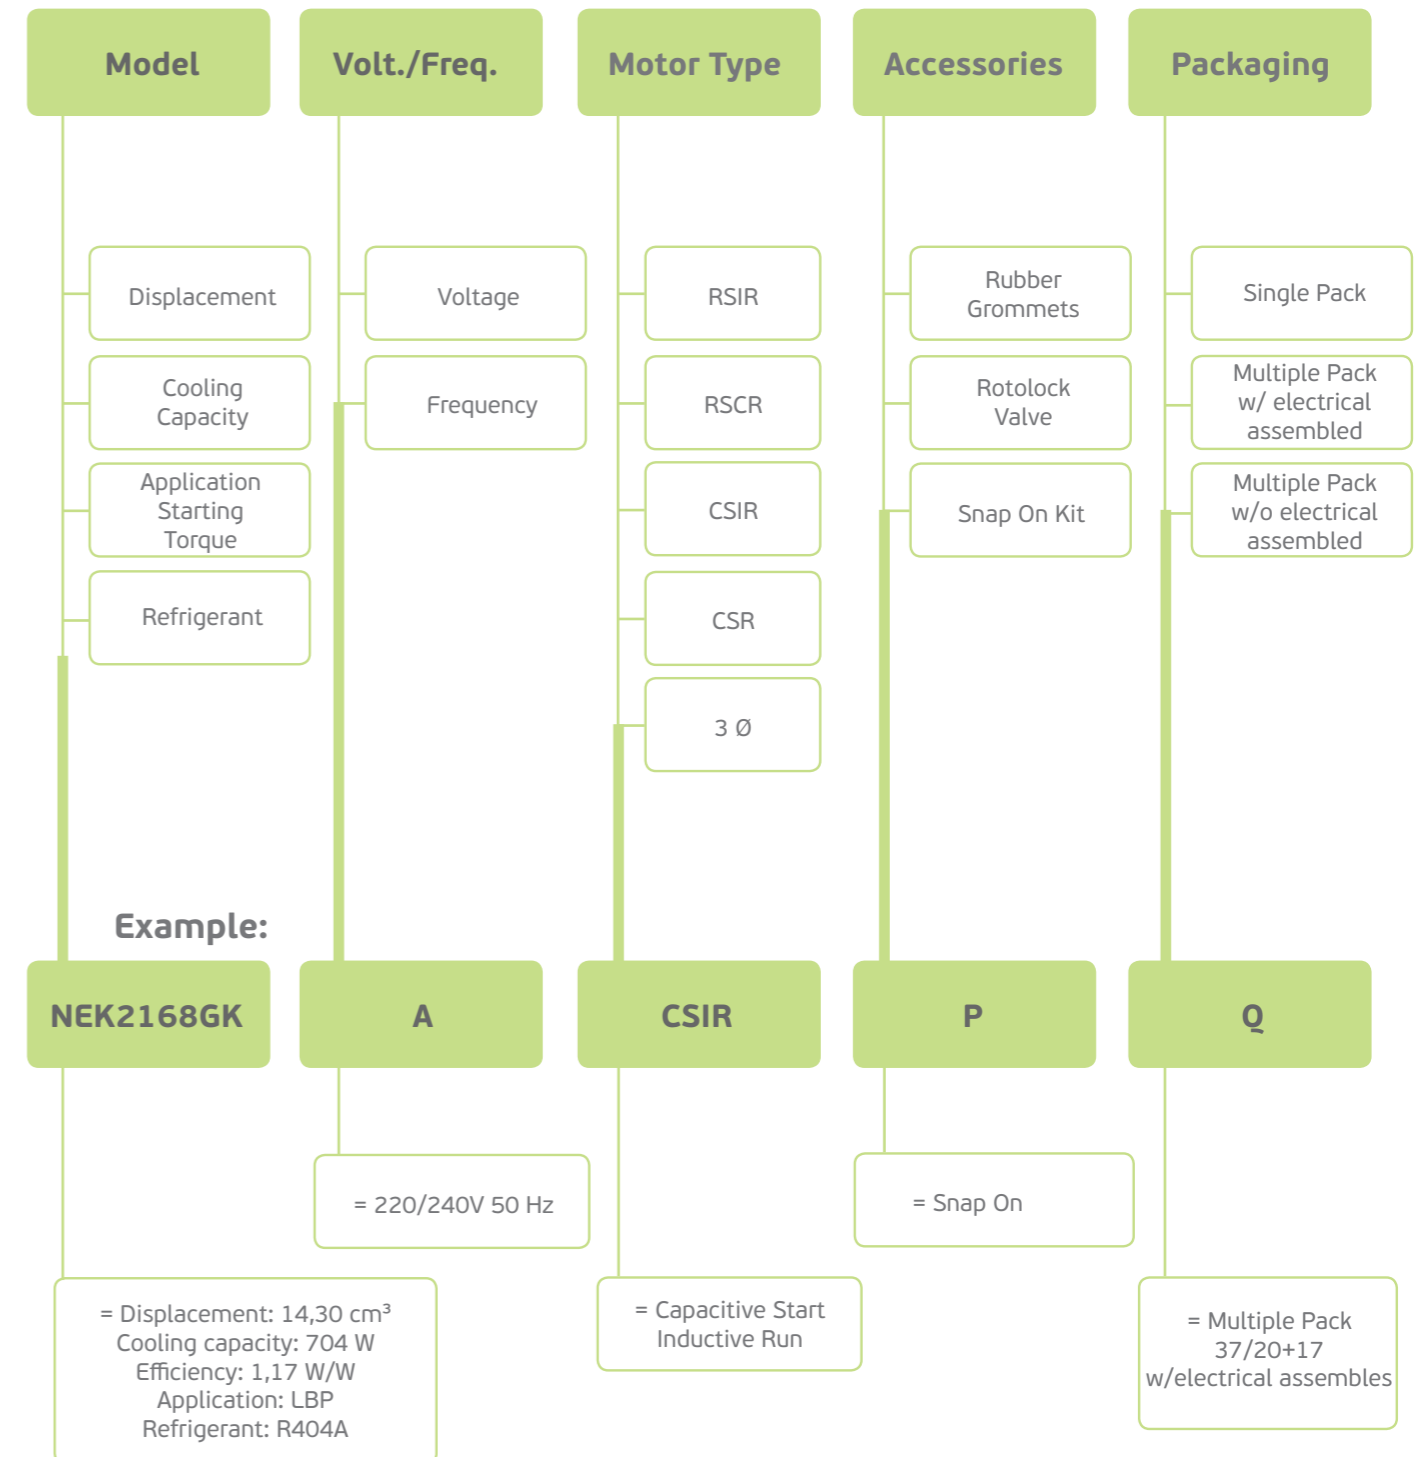 Model
Volt./Freq.
Motor Type
Accessories
Packaging
Displacement
Cooling
Capacity
Application
Starting
Torque
Refrigerant
Voltage
Frequency
RSIR
RSCR
CSIR
CSR
3 Ø
Rubber
Grommets
Rotolock
Valve
Snap On Kit
Single Pack
Multiple Pack
w/ electrical
assembled
Multiple Pack
w/o electrical
assembled
Example:
NEK2168GK
A
CSIR
P
Q
= Displacement: 14,30 cm³
Cooling capacity: 704 W
Efficiency: 1,17 W/W
Application: LBP
Refrigerant: R404A
= 220/240V 50 Hz
= Capacitive Start
Inductive Run
= Snap On
= Multiple Pack
37/20+17
w/electrical assembles